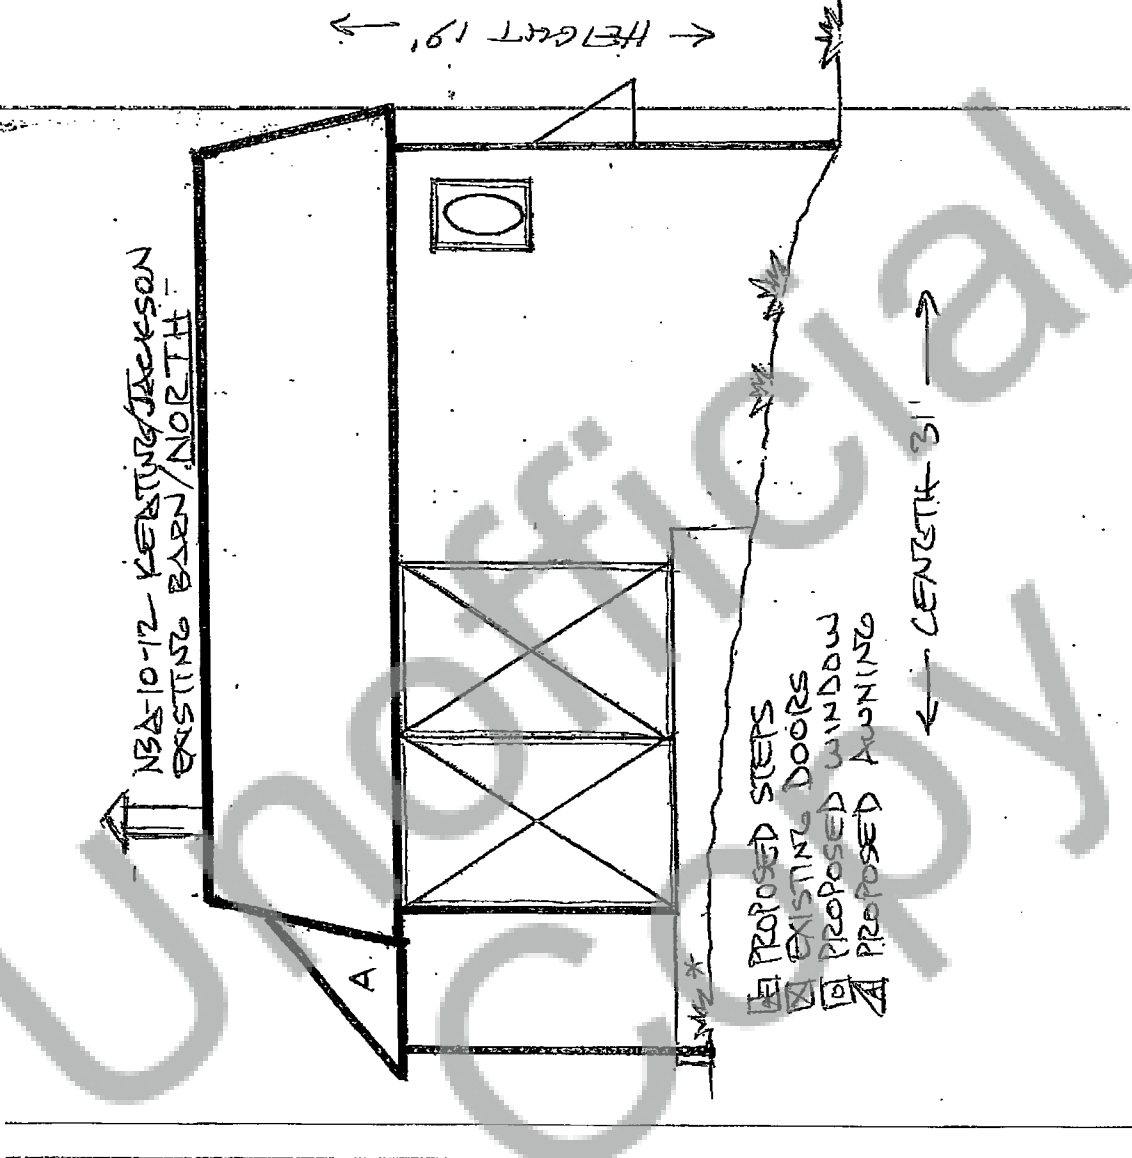 NBA-10-12 KEATING/JACKSON
EXISTING BARN/NORTH-
HEIGHT 19'
A
*
PROPOSED STEPS
EXISTING DOORS
PROPOSED WINDOW
PROPOSED AWNING
LENGTH 31'
Unofficial
Copy